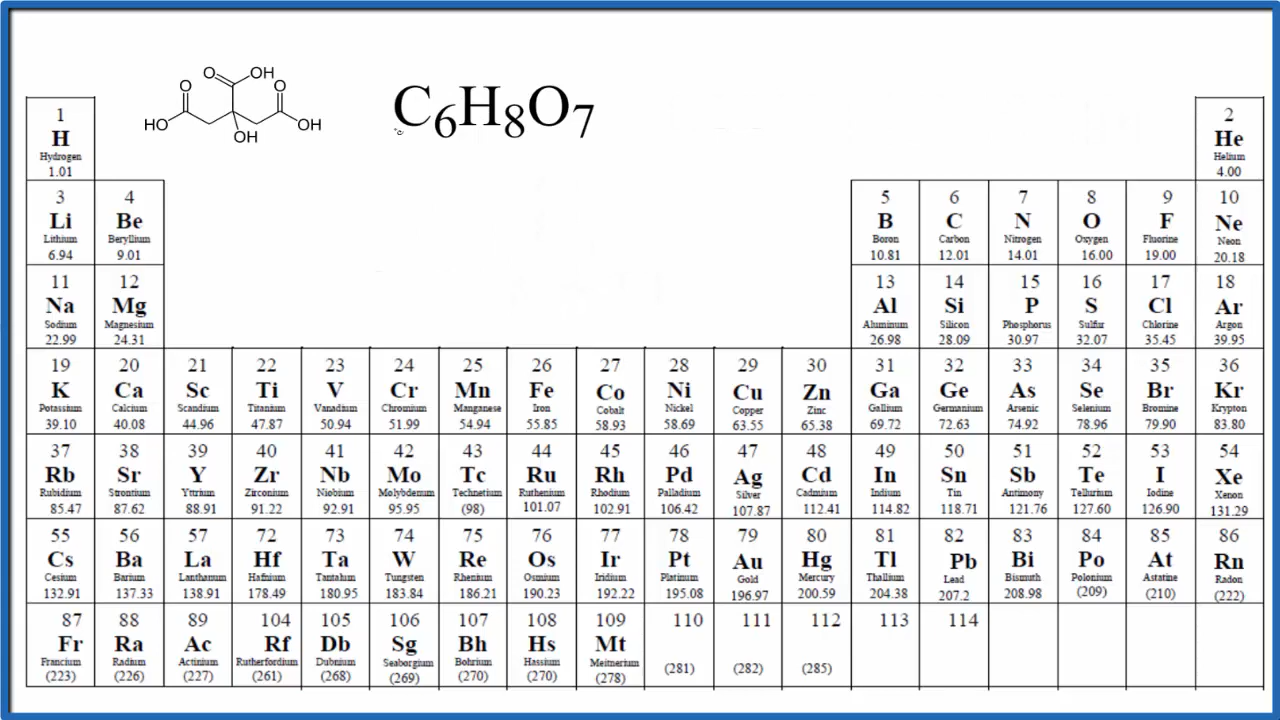 O OH
O O
HO OH
OH
C6H8O7
1 2
H He
Hydrogen Helium
1.01 4.00
3 4 5 6 7 8 9 10
Li Be B C N O F Ne
Lithium Beryllium Boron Carbon Nitrogen Oxygen Fluorine Neon
6.94 9.01 10.81 12.01 14.01 16.00 19.00 20.18
11 12 13 14 15 16 17 18
Na Mg Al Si P S Cl Ar
Sodium Magnesium Aluminum Silicon Phosphorus Sulfur Chlorine Argon
22.99 24.31 26.98 28.09 30.97 32.07 35.45 39.95
19 20 21 22 23 24 25 26 27 28 29 30 31 32 33 34 35 36
K Ca Sc Ti V Cr Mn Fe Co Ni Cu Zn Ga Ge As Se Br Kr
Potassium Calcium Scandium Titanium Vanadium Chromium Manganese Iron Cobalt Nickel Copper Zinc Gallium Germanium Arsenic Selenium Bromine Krypton
39.10 40.08 44.96 47.87 50.94 51.99 54.94 55.85 58.93 58.69 63.55 65.38 69.72 72.63 74.92 78.96 79.90 83.80
37 38 39 40 41 42 43 44 45 46 47 48 49 50 51 52 53 54
Rb Sr Y Zr Nb Mo Tc Ru Rh Pd Ag Cd In Sn Sb Te I Xe
Rubidium Strontium Yttrium Zirconium Niobium Molybdenum Technetium Ruthenium Rhodium Palladium Silver Cadmium Indium Tin Antimony Tellurium Iodine Xenon
85.47 87.62 88.91 91.22 92.91 95.95 (98) 101.07 102.91 106.42 107.87 112.41 114.82 118.71 121.76 127.60 126.90 131.29
55 56 57 72 73 74 75 76 77 78 79 80 81 82 83 84 85 86
Cs Ba La Hf Ta W Re Os Ir Pt Au Hg Tl Pb Bi Po At Rn
Cesium Barium Lanthanum Hafnium Tantalum Tungsten Rhenium Osmium Iridium Platinum Gold Mercury Thallium Lead Bismuth Polonium Astatine Radon
132.91 137.33 138.91 178.49 180.95 183.84 186.21 190.23 192.22 195.08 196.97 200.59 204.38 207.2 208.98 (209) (210) (222)
87 88 89 104 105 106 107 108 109 110 111 112 113 114
Fr Ra Ac Rf Db Sg Bh Hs Mt
Francium Radium Actinium Rutherfordium Dubnium Seaborgium Bohrium Hassium Meitnerium
(223) (226) (227) (261) (268) (269) (270) (270) (278) (281) (282) (285)